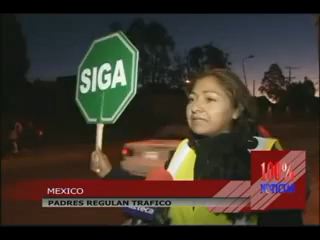 SIGA
100%
NOTICIAS
MEXICO
PADRES REGULAN TRAFICO